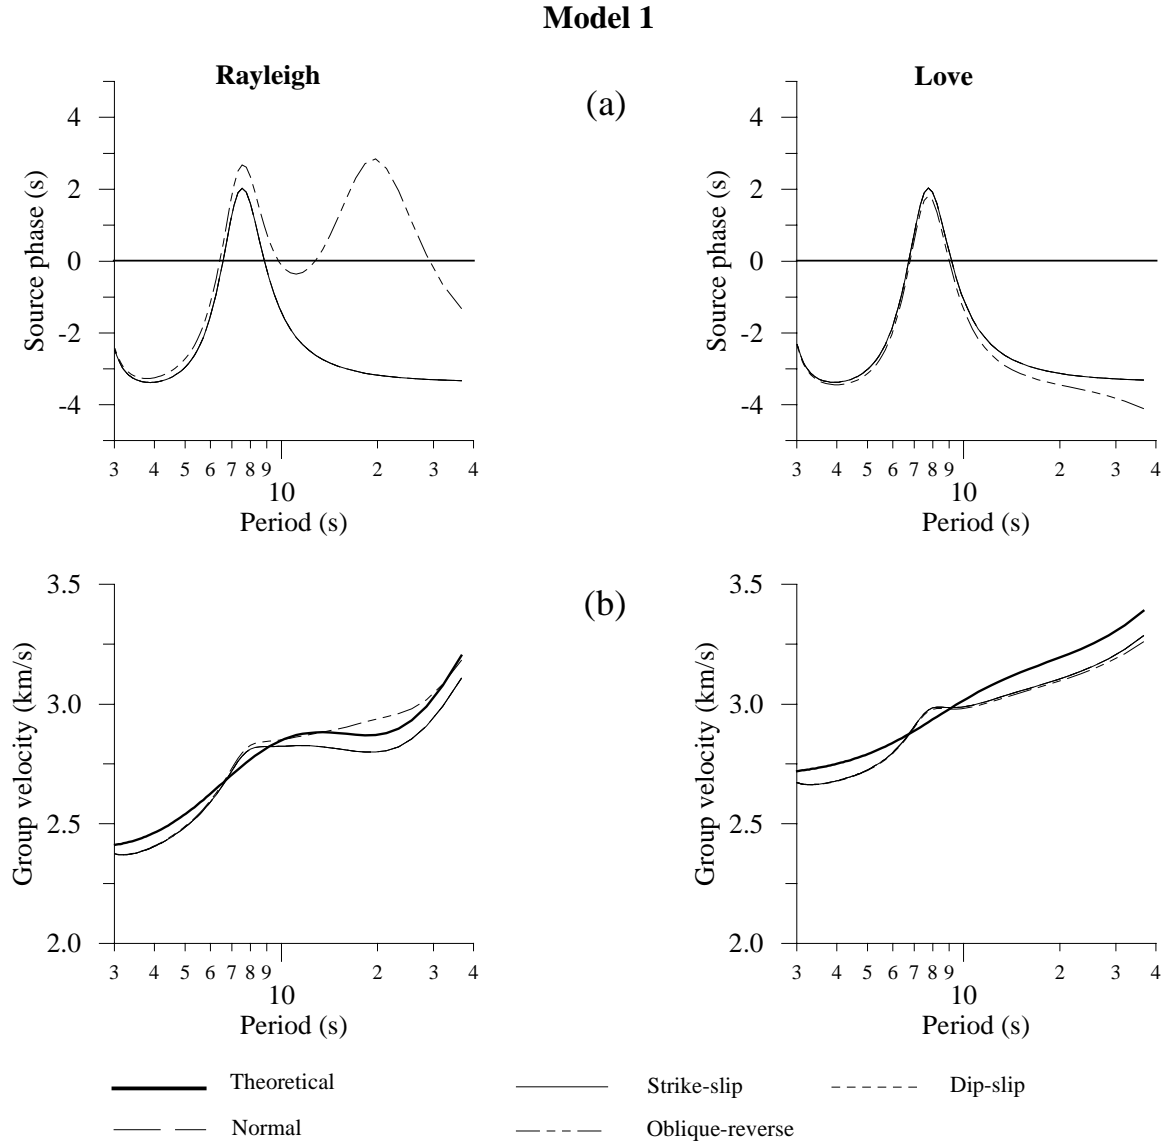 Model 1
Rayleigh
(a)
Love
Source phase (s)
4
2
0
-2
-4
3 4 5 6 7 8 9 2 3 4
10
Period (s)
Source phase (s)
4
2
0
-2
-4
3 4 5 6 7 8 9 2 3 4
10
Period (s)
(b)
Group velocity (km/s)
3.5
3.0
2.5
2.0
3 4 5 6 7 8 9 2 3 4
10
Period (s)
Group velocity (km/s)
3.5
3.0
2.5
2.0
3 4 5 6 7 8 9 2 3 4
10
Period (s)
Theoretical Strike-slip Dip-slip
Normal Oblique-reverse